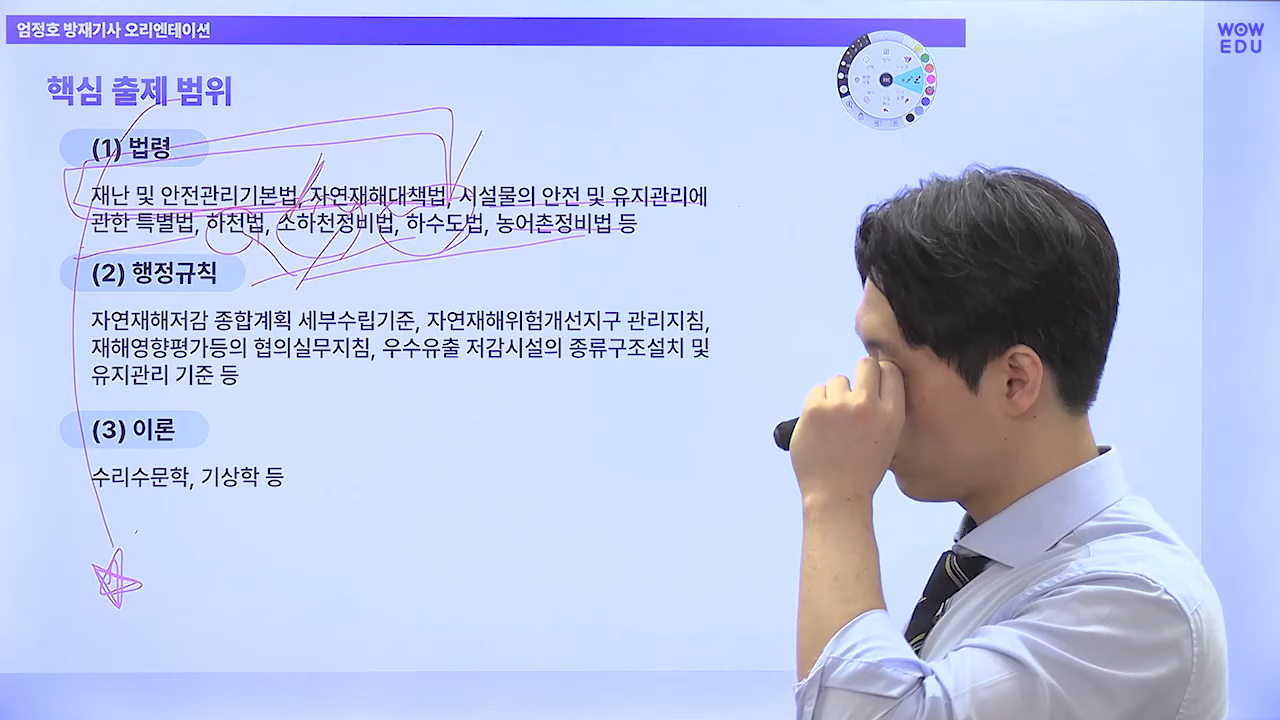 엄정호 방재기사 오리엔테이션
WOW
EDU
핵심 출제 범위
(1) 법령
재난 및 안전관리기본법, 자연재해대책법, 시설물의 안전 및 유지관리에
관한 특별법, 하천법, 소하천정비법, 하수도법, 농어촌정비법 등
(2) 행정규칙
자연재해저감 종합계획 세부수립기준, 자연재해위험개선지구 관리지침,
재해영향평가등의 협의실무지침, 우수유출 저감시설의 종류구조설치 및
유지관리 기준 등
(3) 이론
수리수문학, 기상학 등